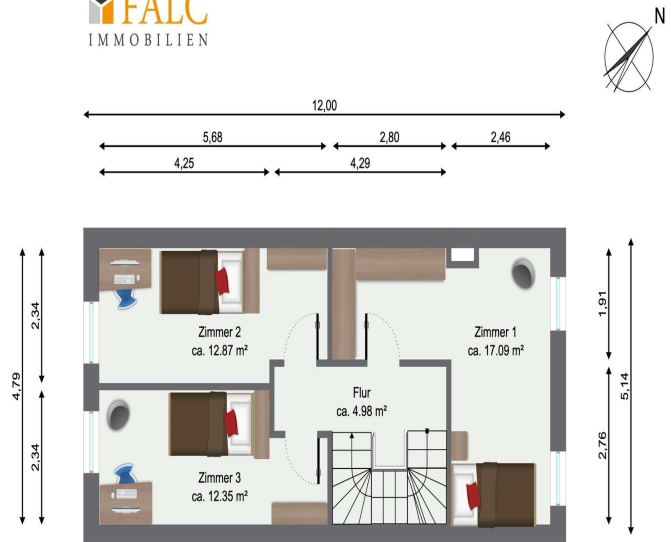 FALC
IMMOBILIEN
N
12,00
5,68
2,80
2,46
4,25
4,29
4,79
2,34
2,34
1,91
2,76
5,14
Zimmer 2
ca. 12.87 m²
Zimmer 1
ca. 17.09 m²
Flur
ca. 4.98 m²
Zimmer 3
ca. 12.35 m²